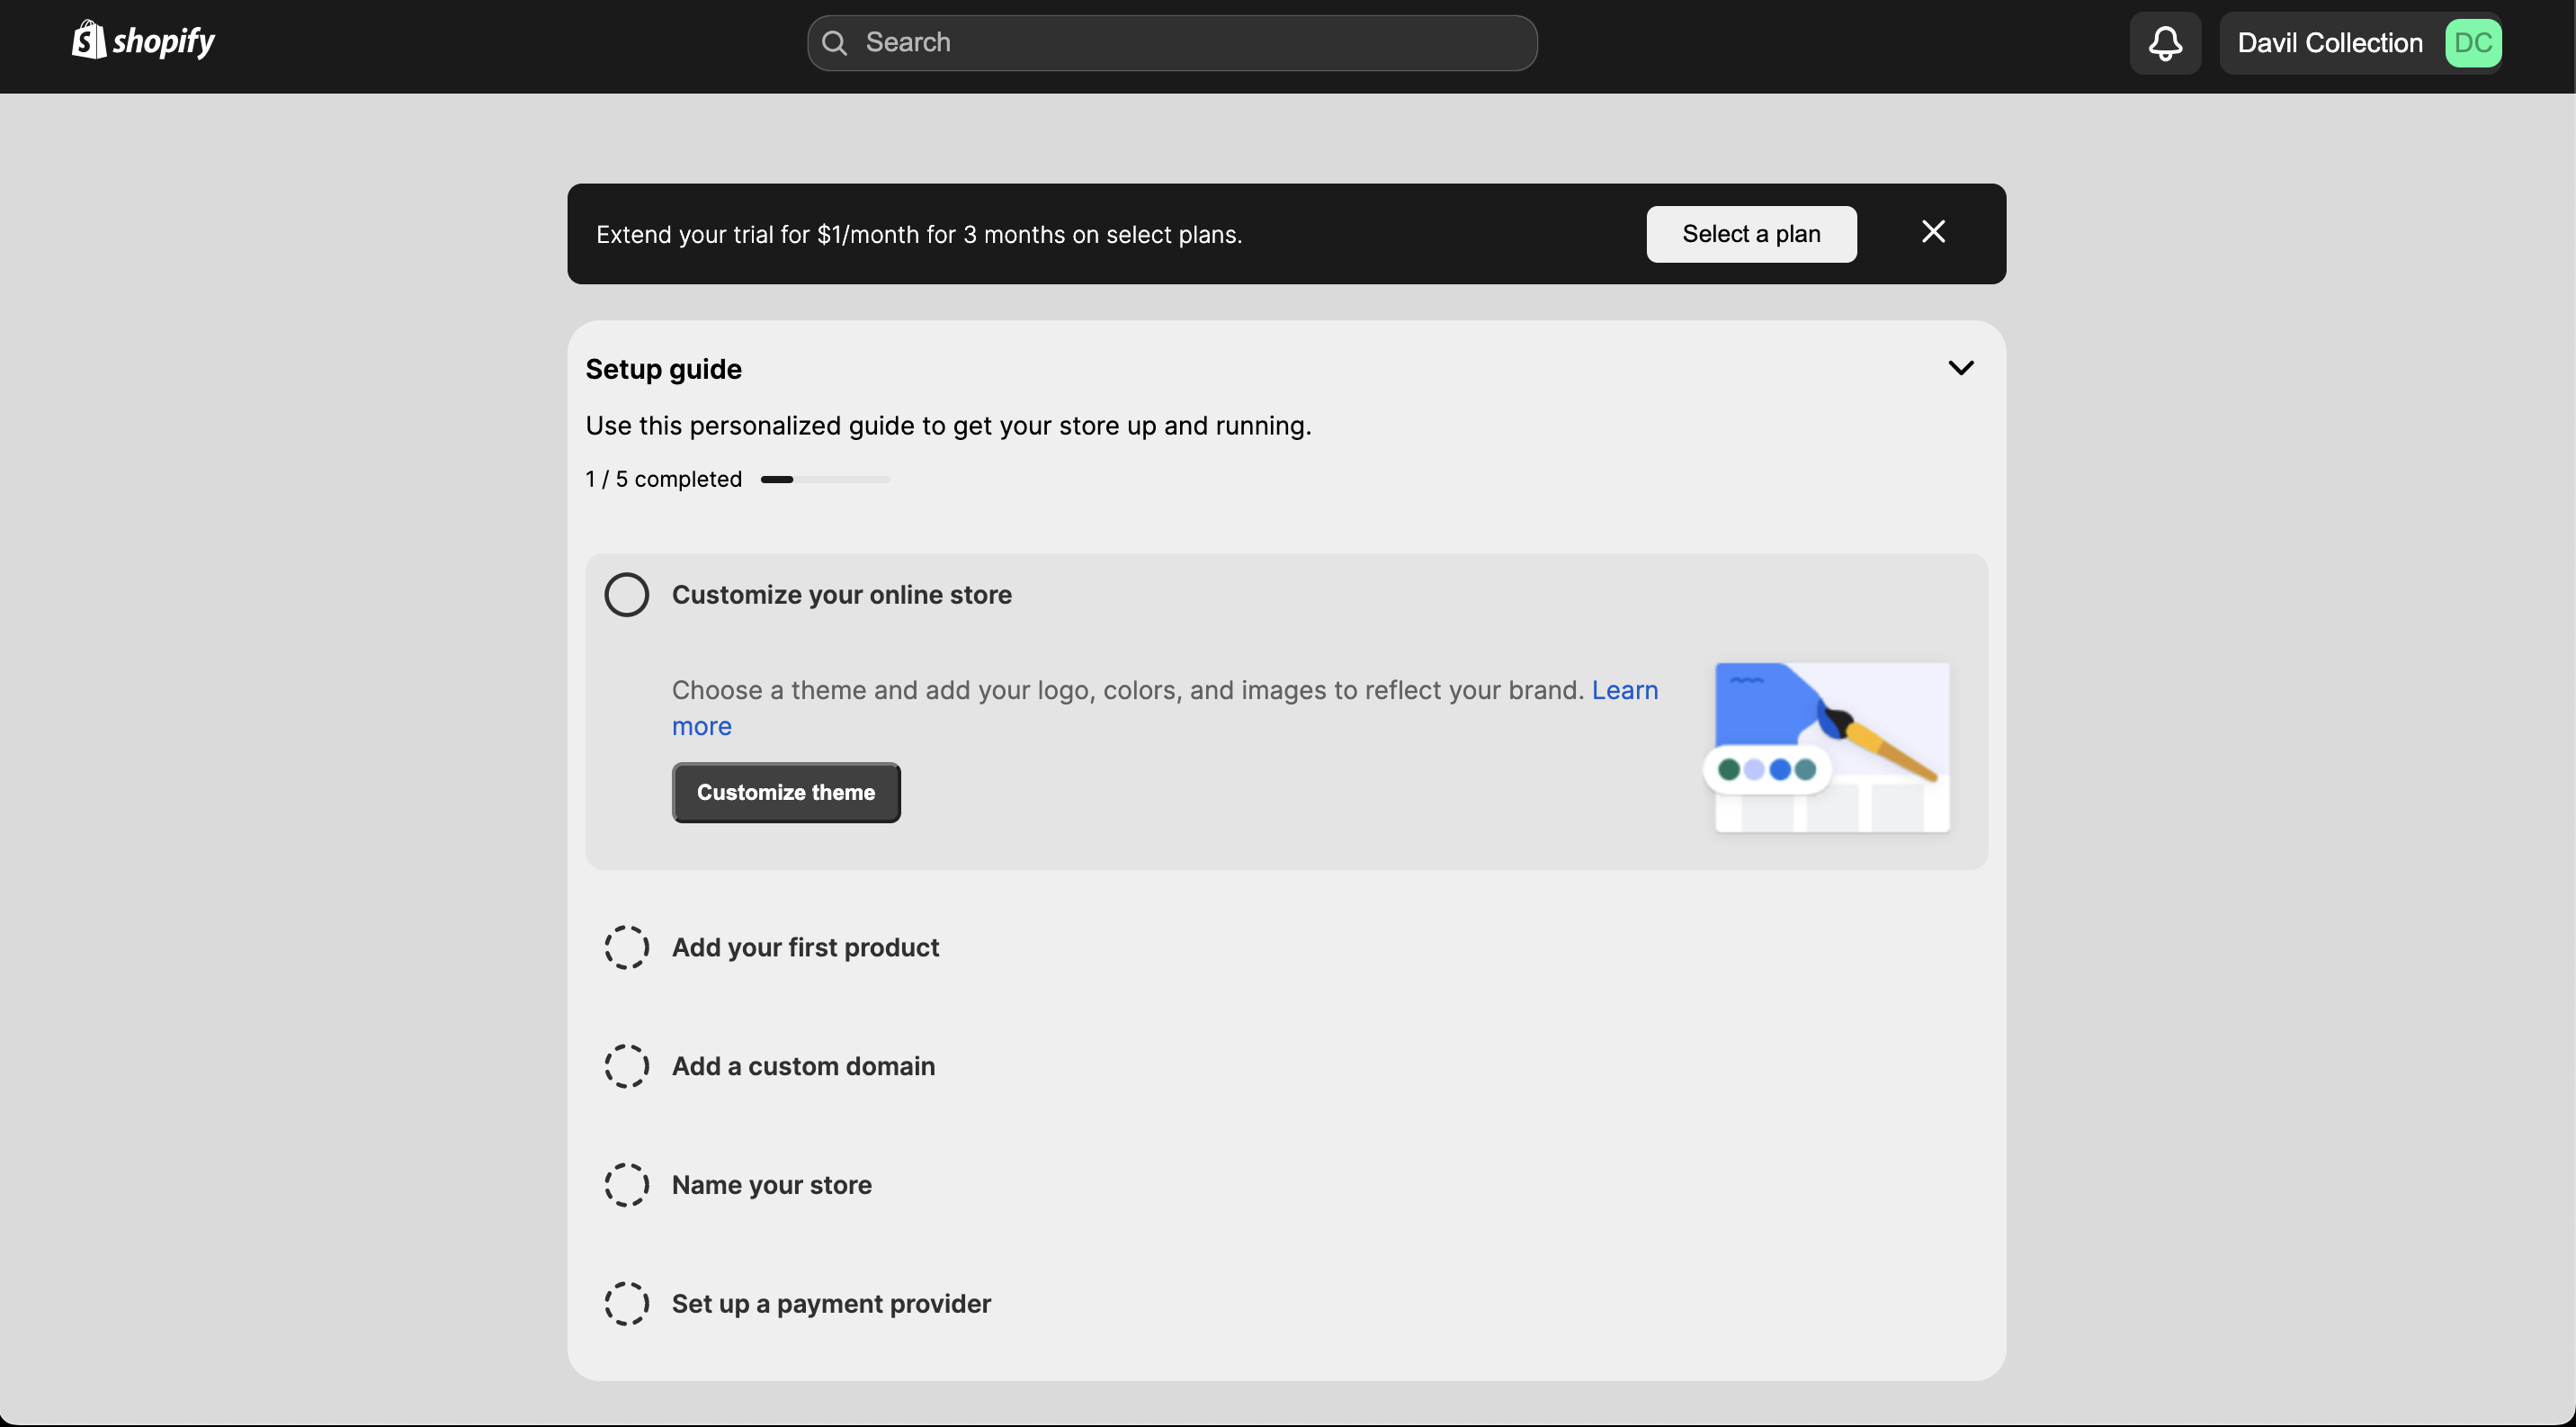 shopify
Search
Davil Collection
DC
Extend your trial for $1/month for 3 months on select plans.
Select a plan
Setup guide
Use this personalized guide to get your store up and running.
1 / 5 completed
Customize your online store
Choose a theme and add your logo, colors, and images to reflect your brand. Learn
more
Customize theme
Add your first product
Add a custom domain
Name your store
Set up a payment provider